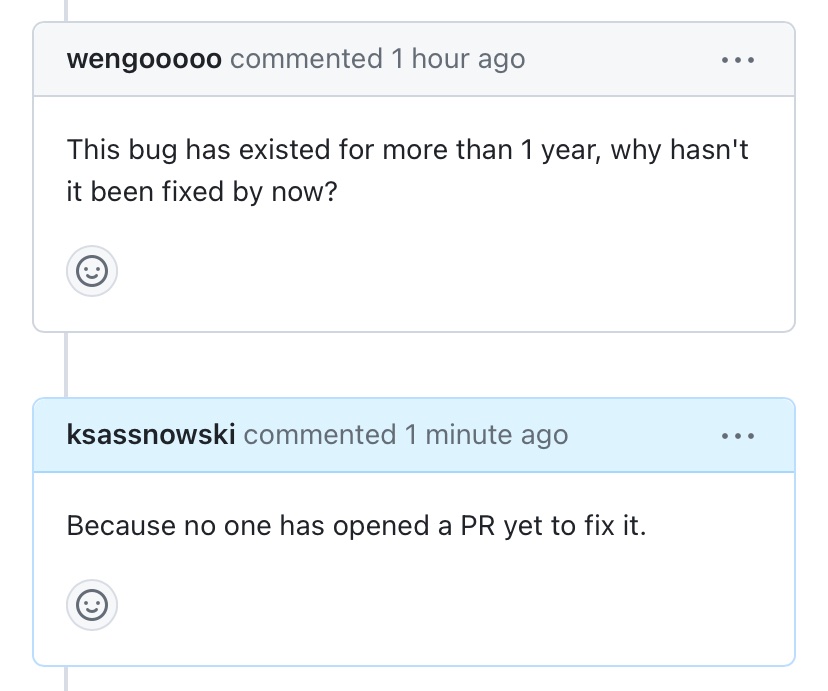 wengooooo commented 1 hour ago
This bug has existed for more than 1 year, why hasn't
it been fixed by now?
ksassnowski commented 1 minute ago
Because no one has opened a PR yet to fix it.